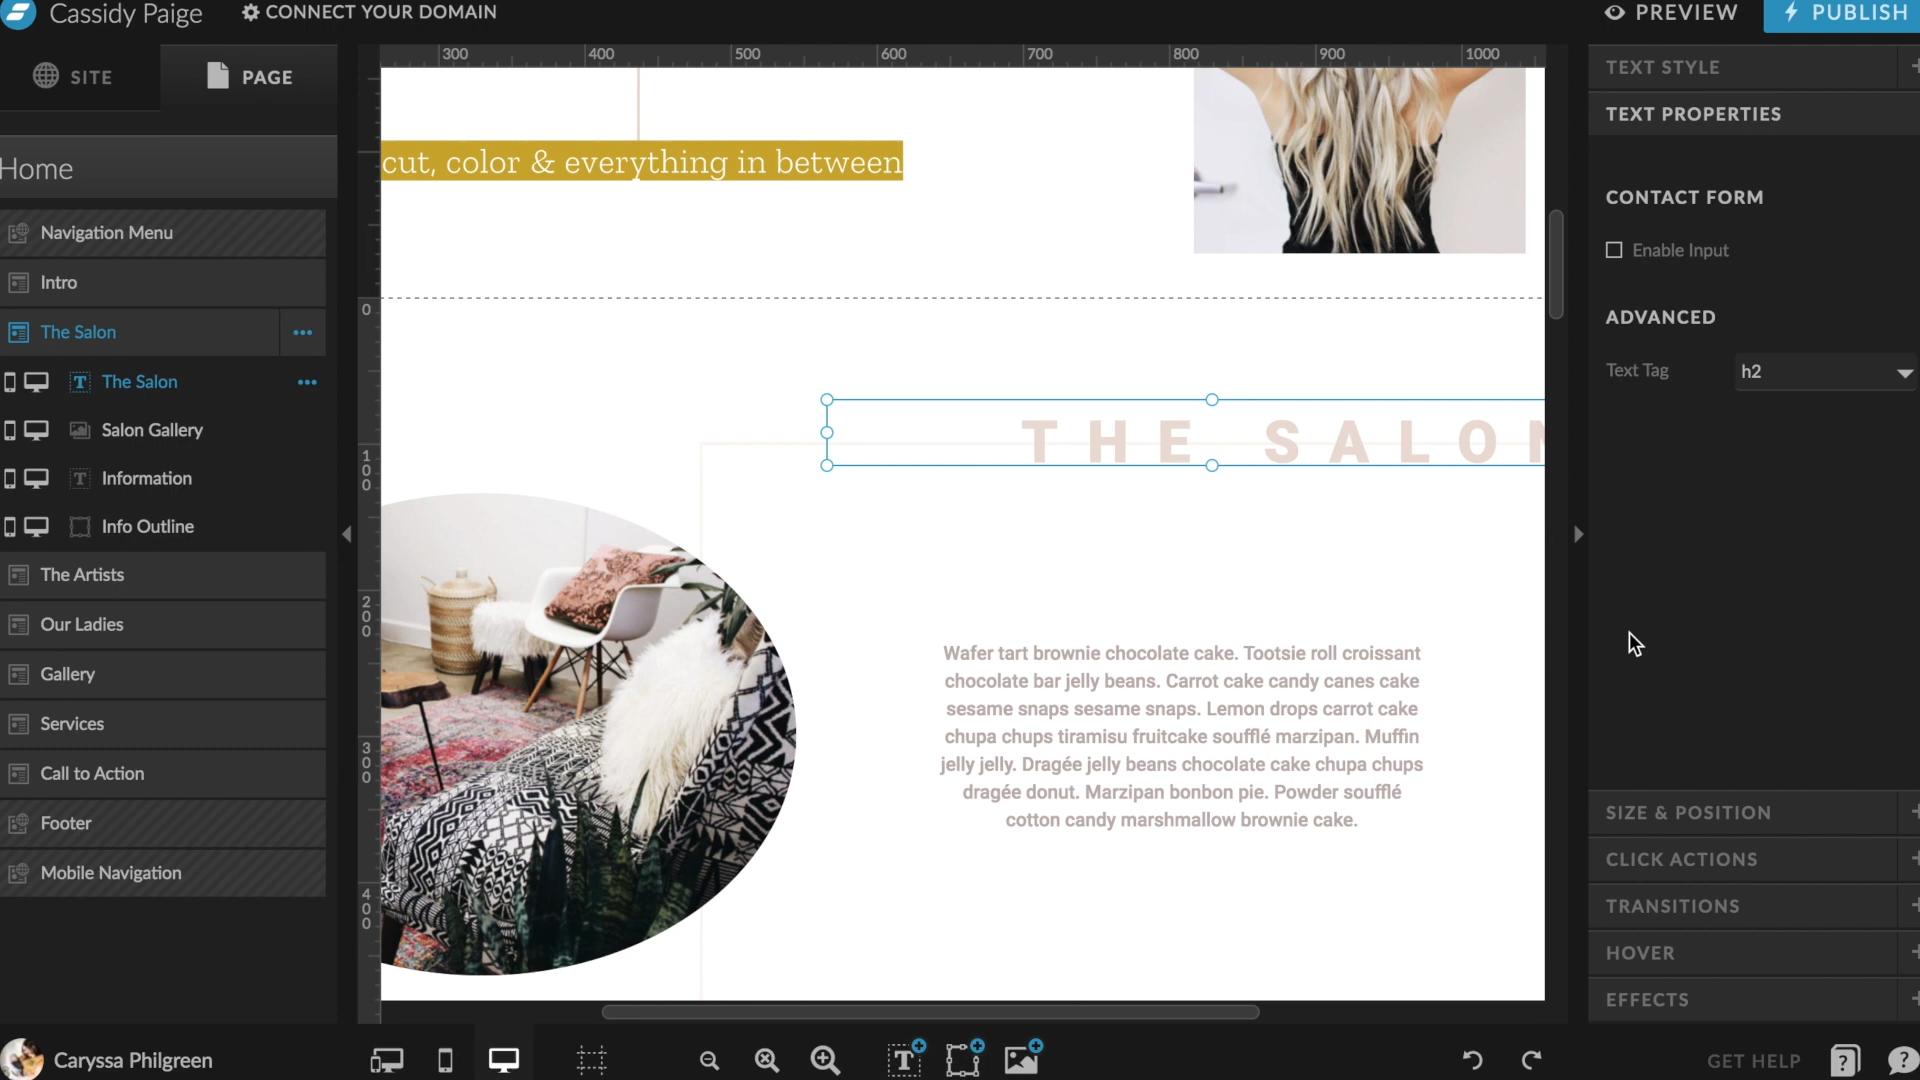 Cassidy Paige
CONNECT YOUR DOMAIN
PREVIEW
PUBLISH
SITE
PAGE
Home
Navigation Menu
Intro
The Salon
The Salon
Salon Gallery
Information
Info Outline
The Artists
Our Ladies
Gallery
Services
Call to Action
Footer
Mobile Navigation
Caryssa Philgreen
300 400 500 600 700 800 900 1000
0
100
200
300
400
cut, color & everything in between
THE SALON
Wafer tart brownie chocolate cake. Tootsie roll croissant
chocolate bar jelly beans. Carrot cake candy canes cake
sesame snaps sesame snaps. Lemon drops carrot cake
chupa chups tiramisu fruitcake soufflé marzipan. Muffin
jelly jelly. Dragée jelly beans chocolate cake chupa chups
dragée donut. Marzipan bonbon pie. Powder soufflé
cotton candy marshmallow brownie cake.
TEXT STYLE
TEXT PROPERTIES
CONTACT FORM
Enable Input
ADVANCED
Text Tag
h2
SIZE & POSITION
CLICK ACTIONS
TRANSITIONS
HOVER
EFFECTS
GET HELP